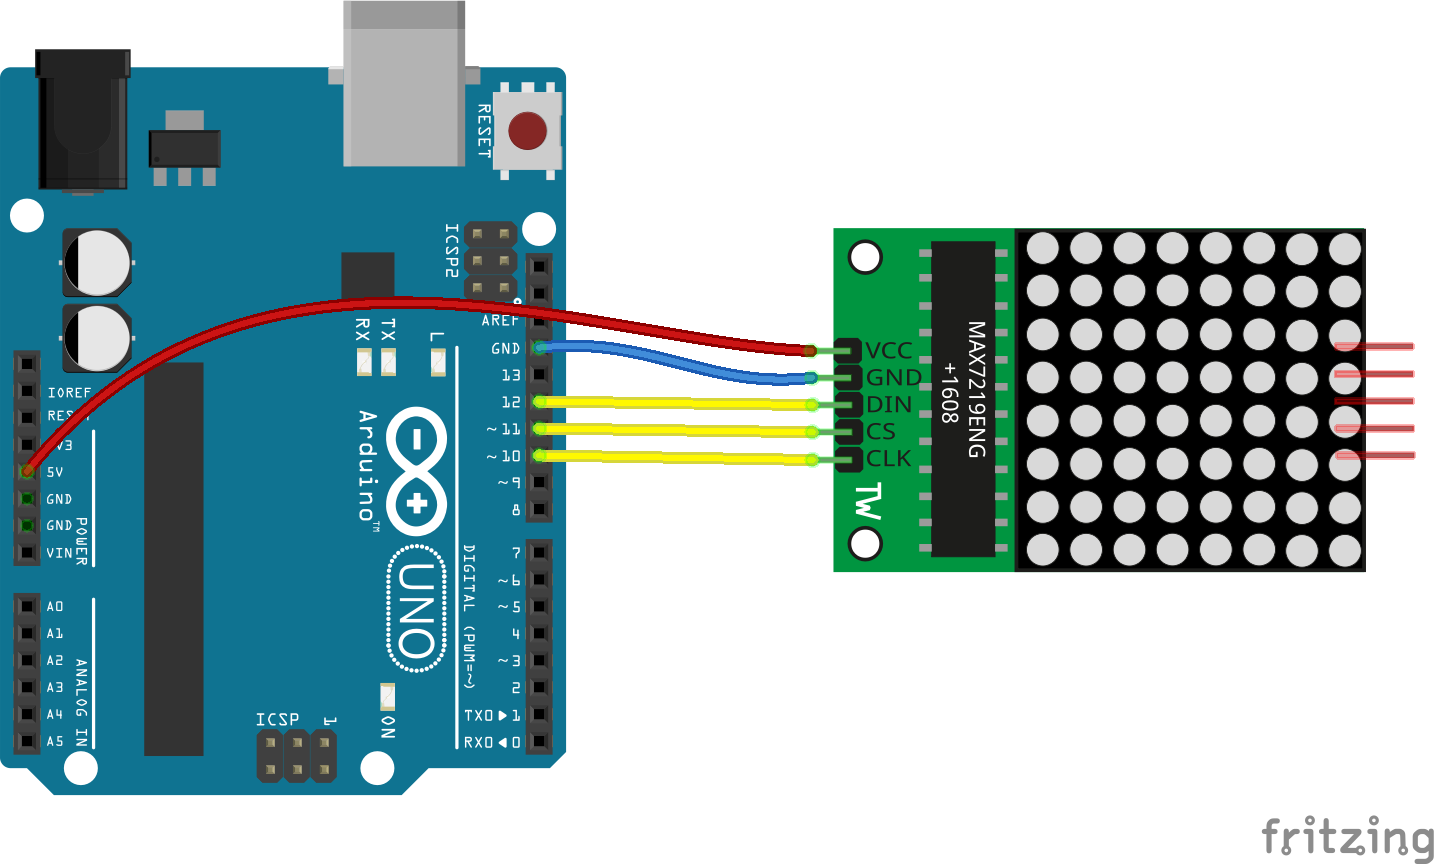 RESET
ICSP2
AREF
GND
13
12
~11
~10
~9
8
7
~6
~5
4
~3
2
TX0▶1
RX0◀0
RX
TX
L
IOREF
V3
5V
GND
GND
VIN
POWER
A0
A1
A2
A3
A4
A5
ANALOG IN
Arduino™
UNO
DIGITAL (PWM=~)
ICSP
1
ON
VCC
GND
DIN
CS
CLK
TW
MAX7219ENG
+1608
fritzing